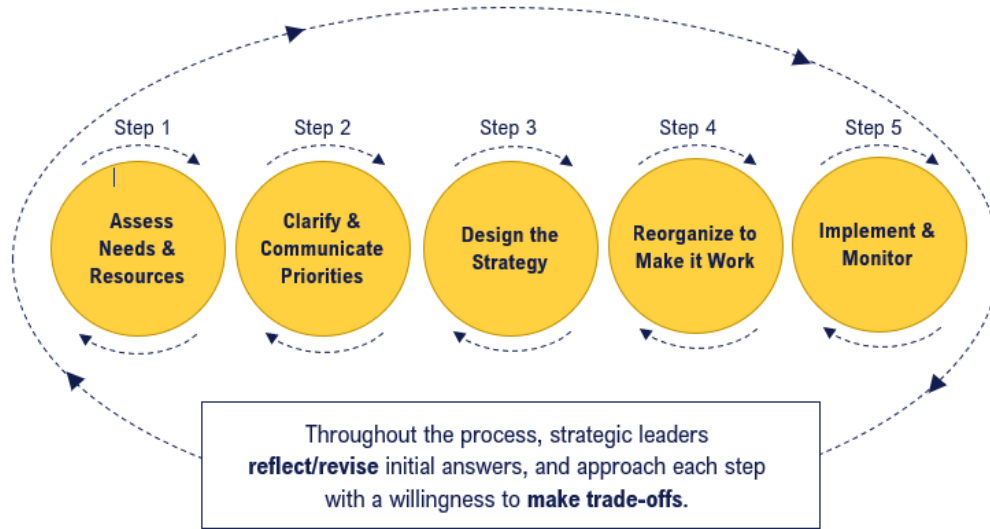 Step 1
Step 2
Step 3
Step 4
Step 5
Assess
Needs &
Resources
Clarify &
Communicate
Priorities
Design the
Strategy
Reorganize to
Make it Work
Implement &
Monitor
Throughout the process, strategic leaders
reflect/revise initial answers, and approach each step
with a willingness to make trade-offs.